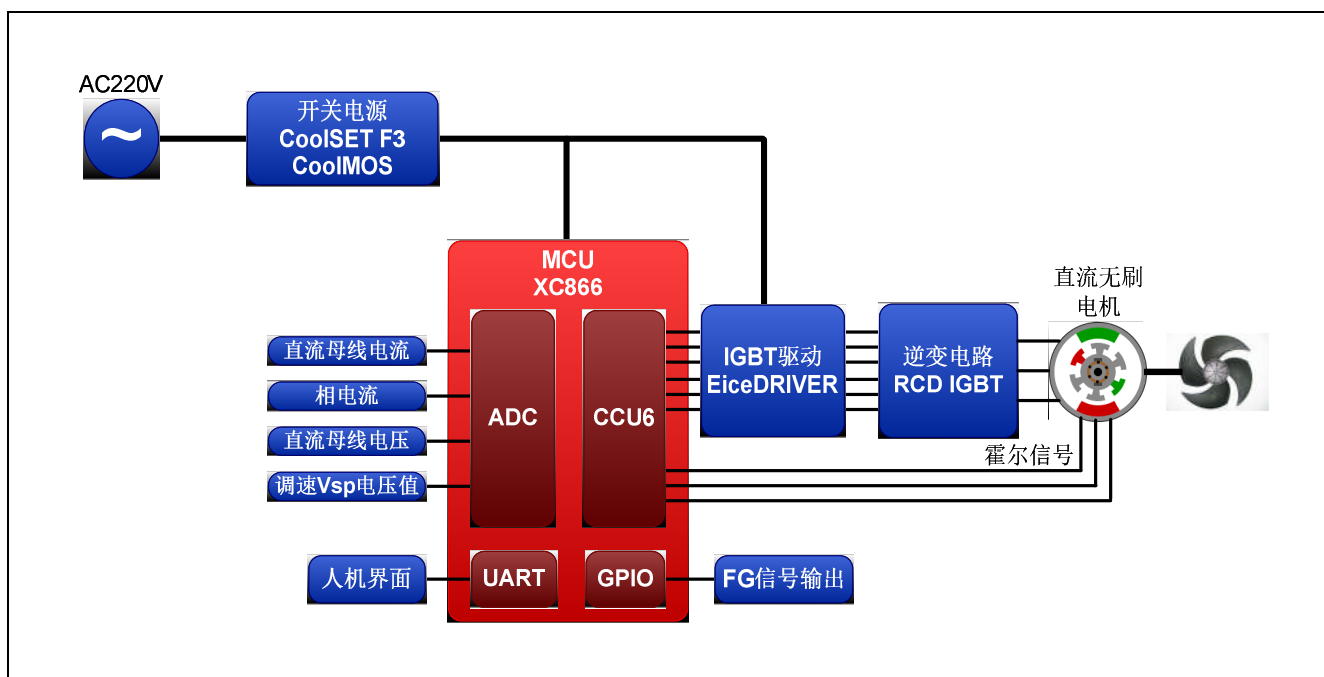 AC220V
~
开关电源
CoolSET F3
CoolMOS
MCU
XC866
直流无刷
电机
直流母线电流
相电流
直流母线电压
调速Vsp电压值
ADC
CCU6
IGBT驱动
EiceDRIVER
逆变电路
RCD IGBT
霍尔信号
人机界面
UART
GPIO
FG信号输出